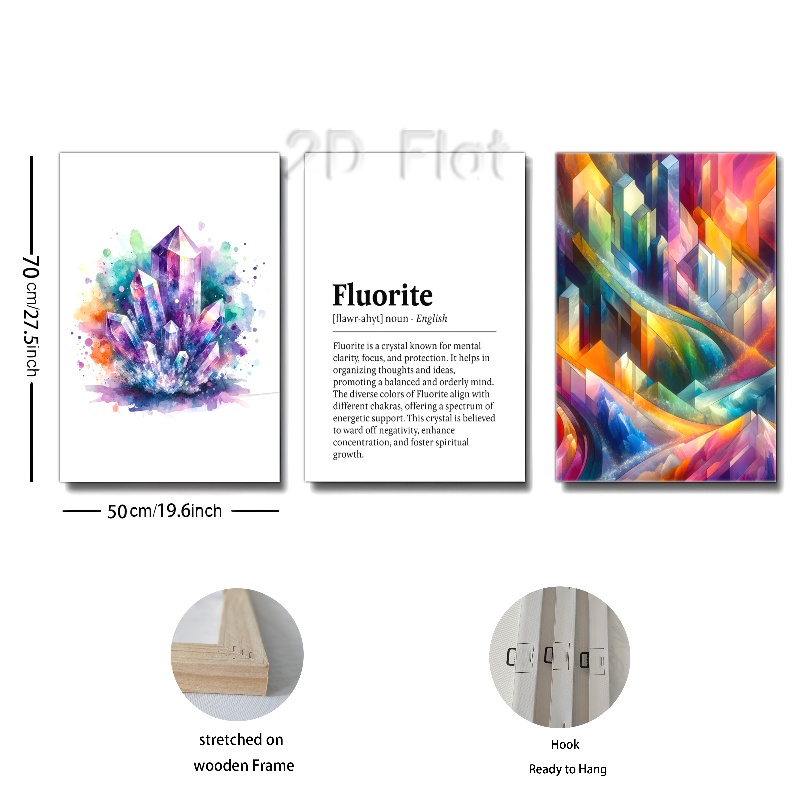 2D Flat
70 cm/27.5inch
Fluorite
[flawr-ahyt] noun - English
Fluorite is a crystal known for mental
clarity, focus, and protection. It helps in
organizing thoughts and ideas,
promoting a balanced and orderly mind.
The diverse colors of Fluorite align with
different chakras, offering a spectrum of
energetic support. This crystal is believed
to ward off negativity, enhance
concentration, and foster spiritual
growth.
50cm/19.6inch
stretched on
wooden Frame
Hook
Ready to Hang